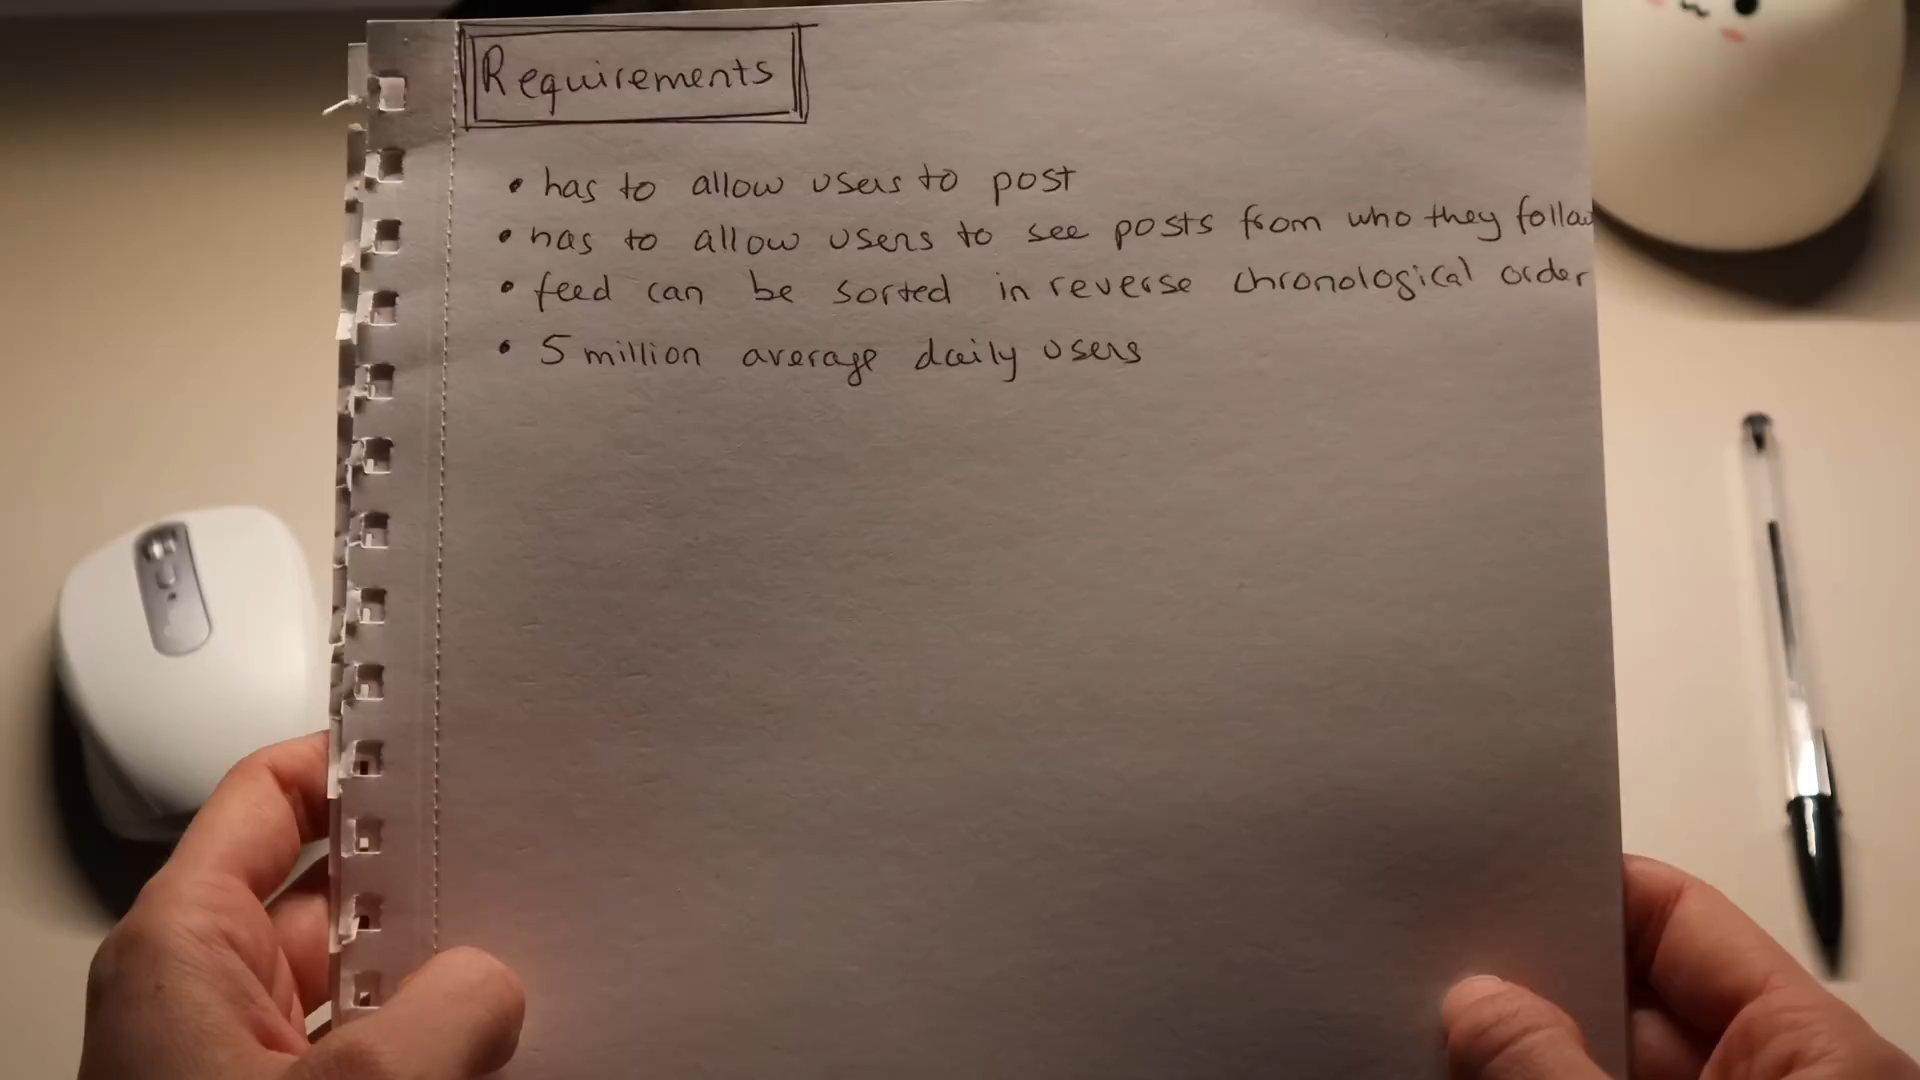 Requirements
• has to allow users to post
• has to allow users to see posts from who they follow
• feed can be sorted in reverse chronological order
• 5 million average daily users